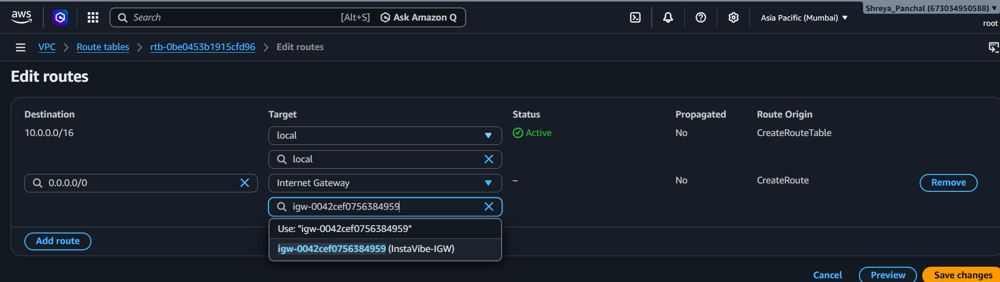 aws
Search [Alt+S] Ask Amazon Q
Asia Pacific (Mumbai)
Shreya_Panchal (673034950588)
root
VPC Route tables rtb-0be0453b1915cfd96 Edit routes
Edit routes
Destination Target Status Propagated Route Origin
10.0.0.0/16 local Active No CreateRouteTable
local
0.0.0.0/0 Internet Gateway – No CreateRoute Remove
igw-0042cef0756384959
Use: "igw-0042cef0756384959"
Add route
igw-0042cef0756384959 (InstaVibe-IGW)
Cancel Preview Save changes